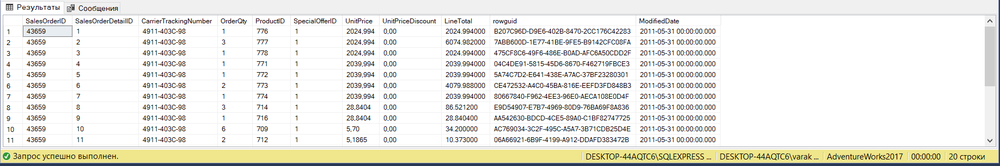 Результаты Сообщения
SalesOrderID SalesOrderDetailID CarrierTrackingNumber OrderQty ProductID SpecialOfferID UnitPrice UnitPriceDiscount LineTotal rowguid ModifiedDate
1 43659 1 4911-403C-98 1 776 1 2024,994 0,00 2024.994000 B207C96D-D9E6-402B-8470-2CC176C42283 2011-05-31 00:00:00.000
2 43659 2 4911-403C-98 3 777 1 2024,994 0,00 6074.982000 7ABB600D-1E77-41BE-9FE5-B9142CFC08FA 2011-05-31 00:00:00.000
3 43659 3 4911-403C-98 1 778 1 2024,994 0,00 2024.994000 475CF8C6-49F6-486E-B0AD-AFC6A50CDD2F 2011-05-31 00:00:00.000
4 43659 4 4911-403C-98 1 771 1 2039,994 0,00 2039.994000 04C4DE91-5815-45D6-8670-F462719FBCE3 2011-05-31 00:00:00.000
5 43659 5 4911-403C-98 1 772 1 2039,994 0,00 2039.994000 5A74C7D2-E641-438E-A7AC-37BF23280301 2011-05-31 00:00:00.000
6 43659 6 4911-403C-98 2 773 1 2039,994 0,00 4079.988000 CE472532-A4C0-45BA-816E-EEFD3FD848B3 2011-05-31 00:00:00.000
7 43659 7 4911-403C-98 1 774 1 2039,994 0,00 2039.994000 80667840-F962-4EE3-96E0-AECA108E0D4F 2011-05-31 00:00:00.000
8 43659 8 4911-403C-98 3 714 1 28,8404 0,00 86.521200 E9D54907-E7B7-4969-80D9-76BA69F8A836 2011-05-31 00:00:00.000
9 43659 9 4911-403C-98 1 716 1 28,8404 0,00 28.840400 AA542630-BDCD-4CE5-89A0-C1BF82747725 2011-05-31 00:00:00.000
10 43659 10 4911-403C-98 6 709 1 5,70 0,00 34.200000 AC769034-3C2F-495C-A5A7-3B71CDB25D4E 2011-05-31 00:00:00.000
11 43659 11 4911-403C-98 2 712 1 5,1865 0,00 10.373000 06A66921-6B9F-4199-A912-DDAFD383472B 2011-05-31 00:00:00.000
Запрос успешно выполнен. DESKTOP-44AQTC6\SQLEXPRESS ... DESKTOP-44AQTC6\varak ... AdventureWorks2017 00:00:00 20 строки